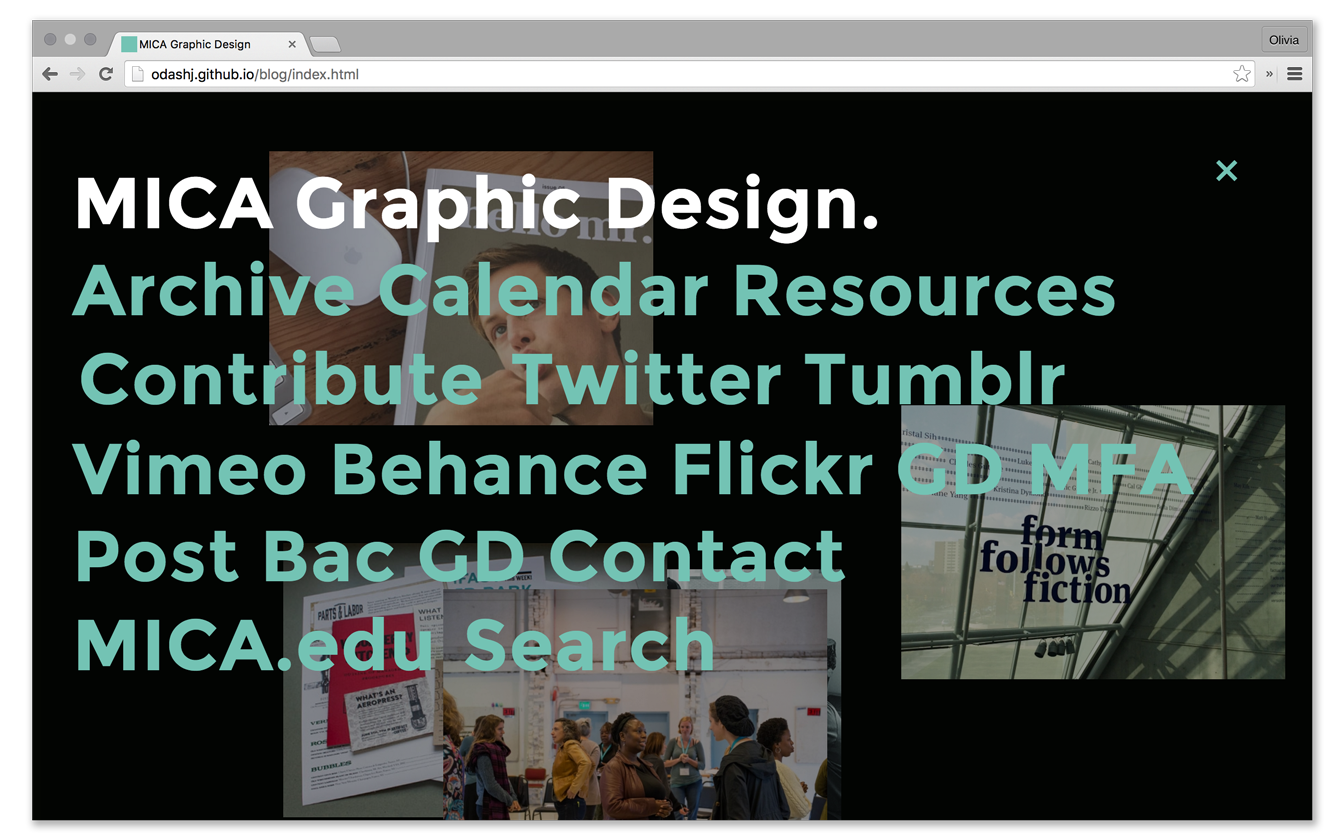 MICA Graphic Design
Olivia
odashj.github.io/blog/index.html
MICA Graphic Design.
hello mr.
Archive Calendar Resources
Contribute Twitter Tumblr
Vimeo Behance Flickr GD MFA
form
follows
fiction
Post Bac GD Contact
PARTS & LABOR
MICA.edu Search
WHAT'S AN
AEROPRESS?
BUBBLES